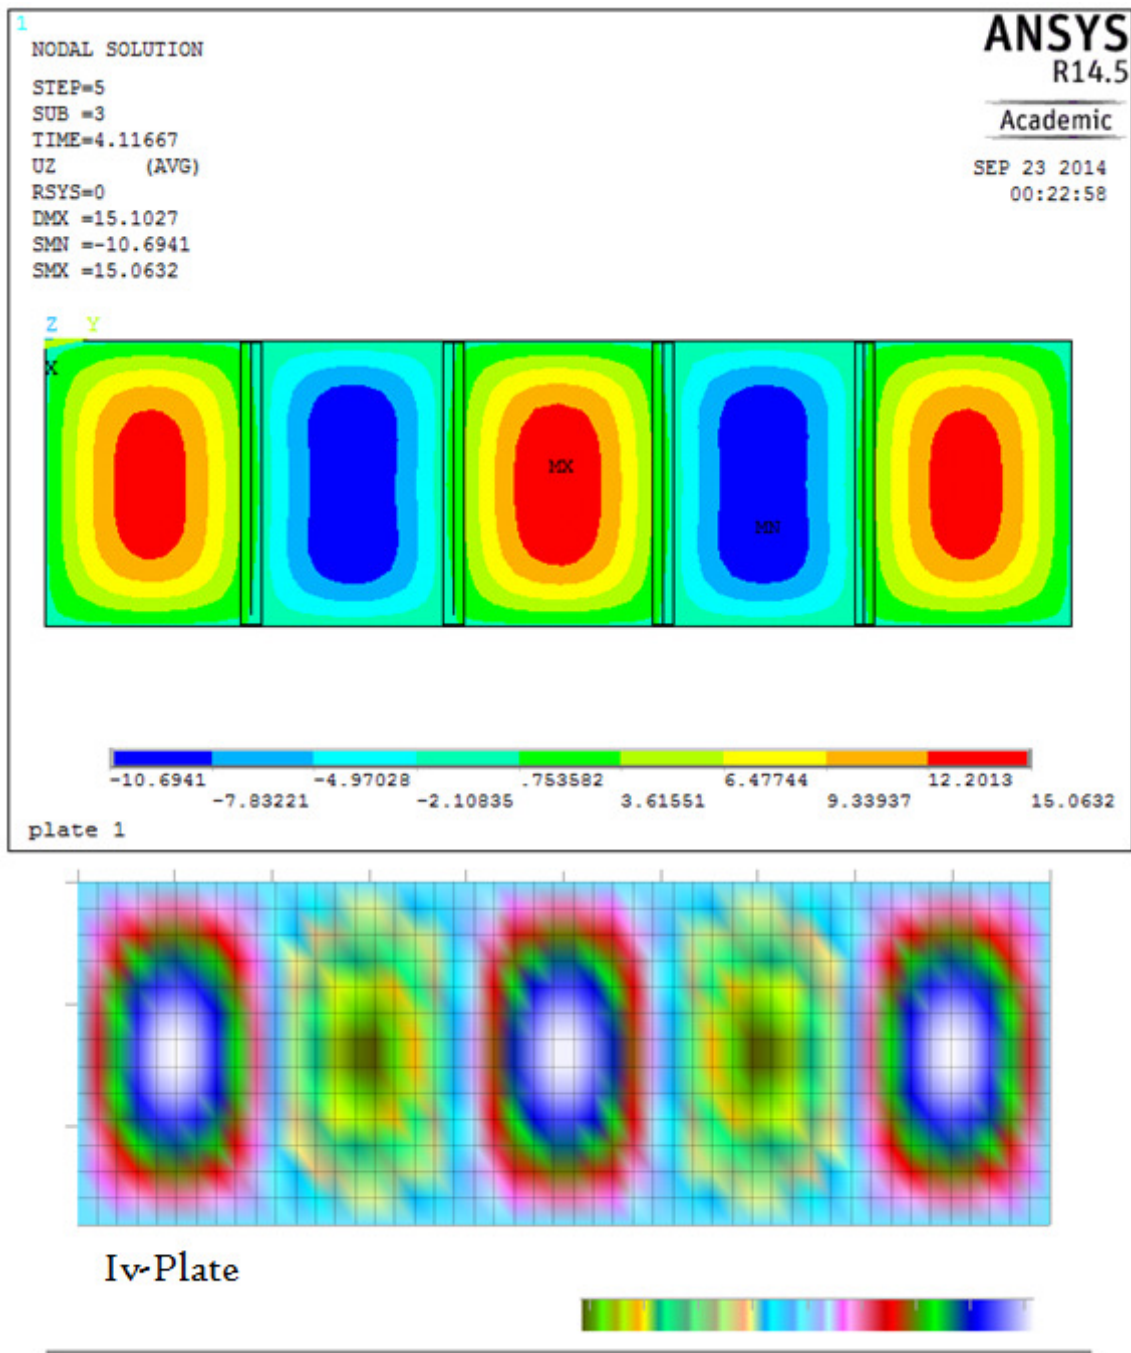 1
NODAL SOLUTION
STEP=5
SUB =3
TIME=4.11667
UZ (AVG)
RSYS=0
DMX =15.1027
SMN =-10.6941
SMX =15.0632
ANSYS
R14.5
Academic
SEP 23 2014
00:22:58
Z Y
X
MX
MN
-10.6941 -4.97028 .753582 6.47744 12.2013
-7.83221 -2.10835 3.61551 9.33937 15.0632
plate 1
Iv-Plate